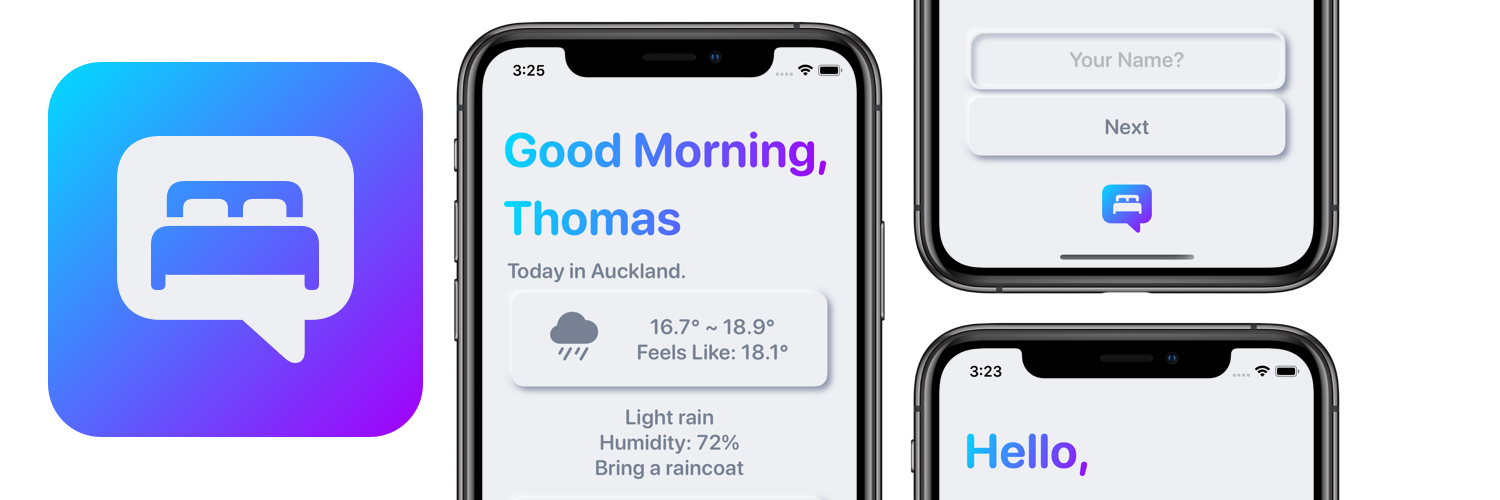 3:25
Good Morning,
Thomas
Today in Auckland.
16.7° ~ 18.9°
Feels Like: 18.1°
Light rain
Humidity: 72%
Bring a raincoat
Your Name?
Next
3:23
Hello,